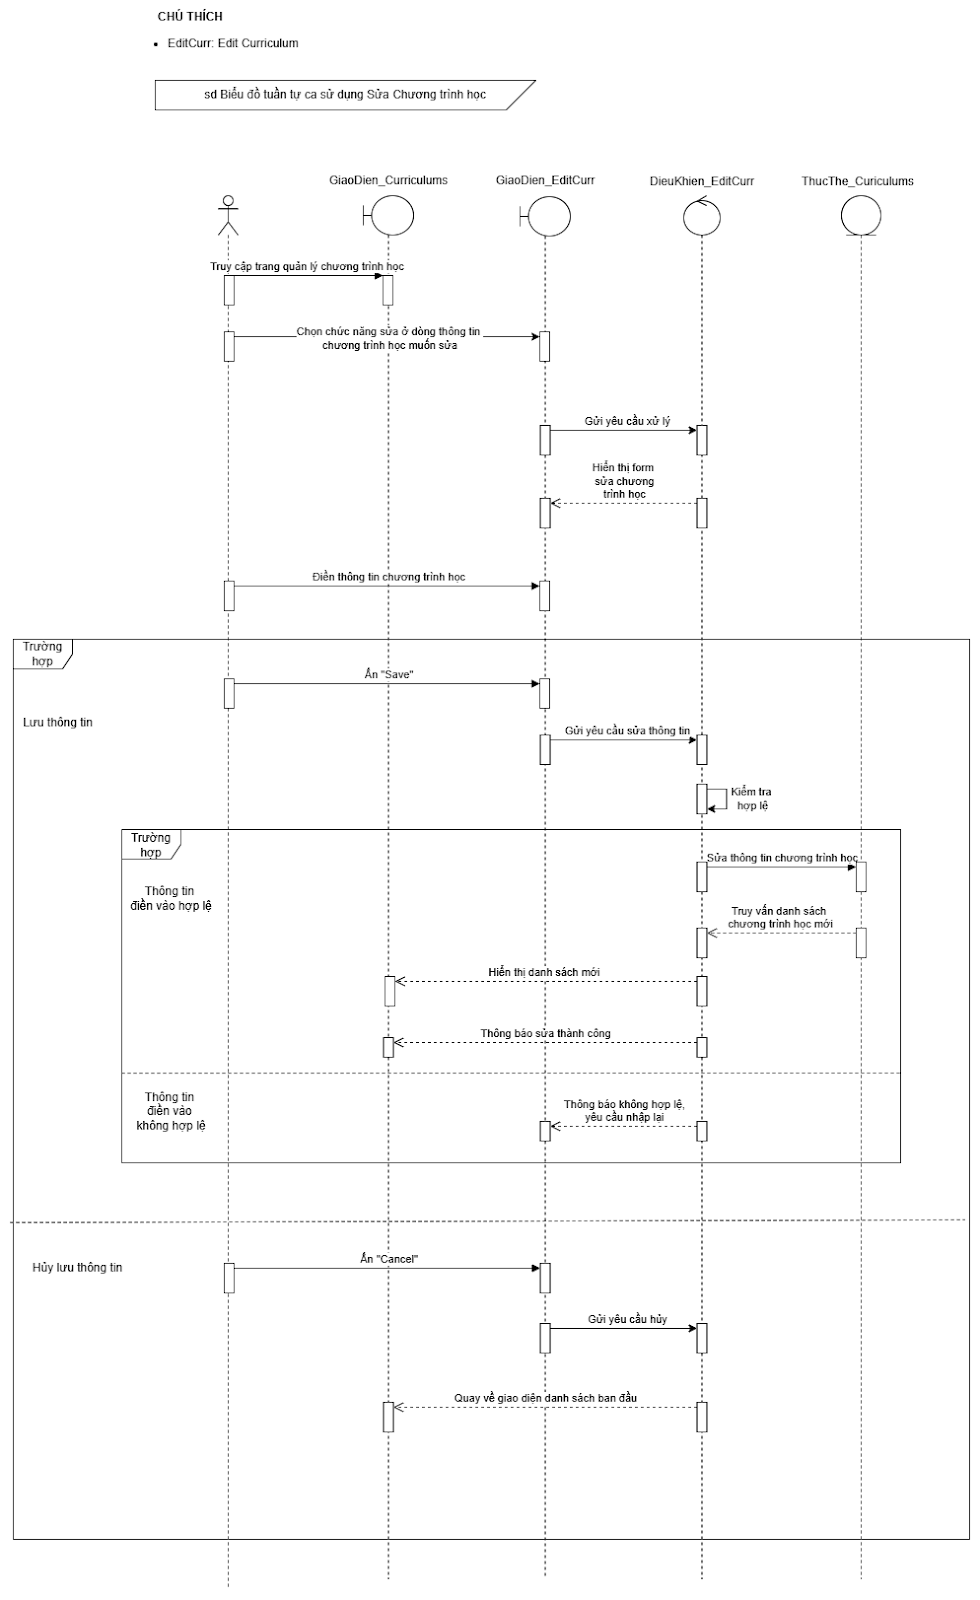 CHÚ THÍCH
• EditCurr: Edit Curriculum
sd Biểu đồ tuần tự ca sử dụng Sửa Chương trình học
GiaoDien_Curriculums
GiaoDien_EditCurr
DieuKhien_EditCurr
ThucThe_Curiculums
Truy cập trang quản lý chương trình học
Chọn chức năng sửa ở dòng thông tin
chương trình học muốn sửa
Gửi yêu cầu xử lý
Hiển thị form
sửa chương
trình học
Điền thông tin chương trình học
Trường
hợp
Ấn "Save"
Lưu thông tin
Gửi yêu cầu sửa thông tin
Kiểm tra
hợp lệ
Trường
hợp
Sửa thông tin chương trình học
Thông tin
điền vào hợp lệ
Truy vấn danh sách
chương trình học mới
Hiển thị danh sách mới
Thông báo sửa thành công
Thông tin
điền vào
không hợp lệ
Thông báo không hợp lệ,
yêu cầu nhập lại
Ấn "Cancel"
Hủy lưu thông tin
Gửi yêu cầu hủy
Quay về giao diện danh sách ban đầu